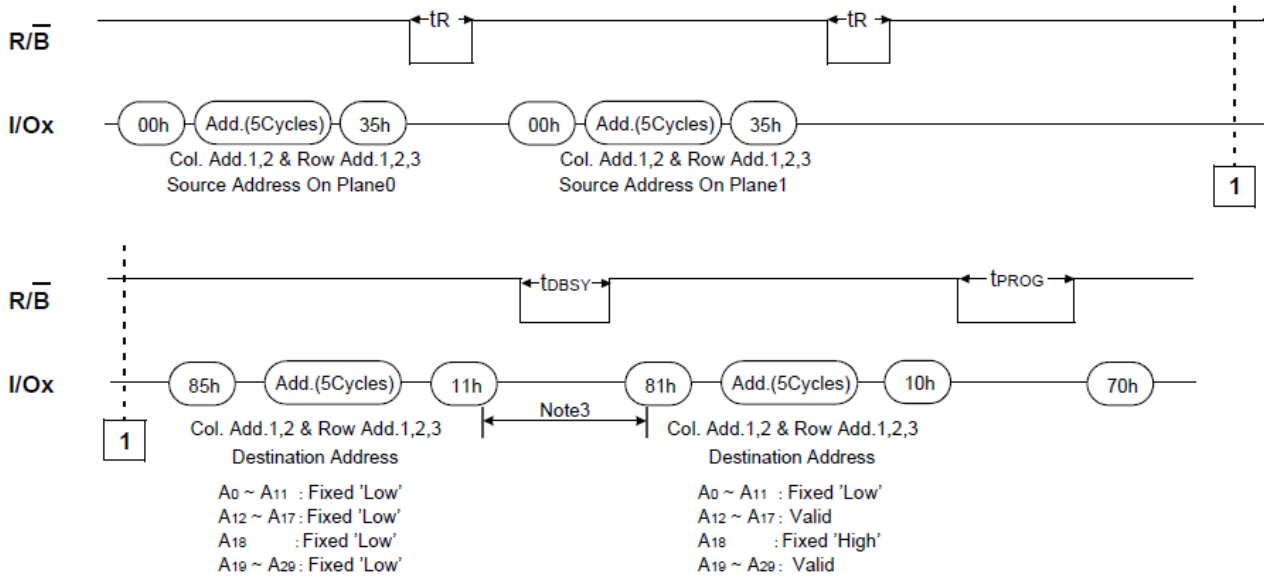 tR tR
R/B̅
I/Ox 00h Add.(5Cycles) 35h 00h Add.(5Cycles) 35h
Col. Add.1,2 & Row Add.1,2,3 Col. Add.1,2 & Row Add.1,2,3
Source Address On Plane0 Source Address On Plane1
1
tDBSY tPROG
R/B̅
I/Ox 85h Add.(5Cycles) 11h 81h Add.(5Cycles) 10h 70h
Note3
1
Col. Add.1,2 & Row Add.1,2,3 Col. Add.1,2 & Row Add.1,2,3
Destination Address Destination Address
A0 ~ A11 : Fixed 'Low' A0 ~ A11 : Fixed 'Low'
A12 ~ A17 : Fixed 'Low' A12 ~ A17 : Valid
A18 : Fixed 'Low' A18 : Fixed 'High'
A19 ~ A29 : Fixed 'Low' A19 ~ A29 : Valid